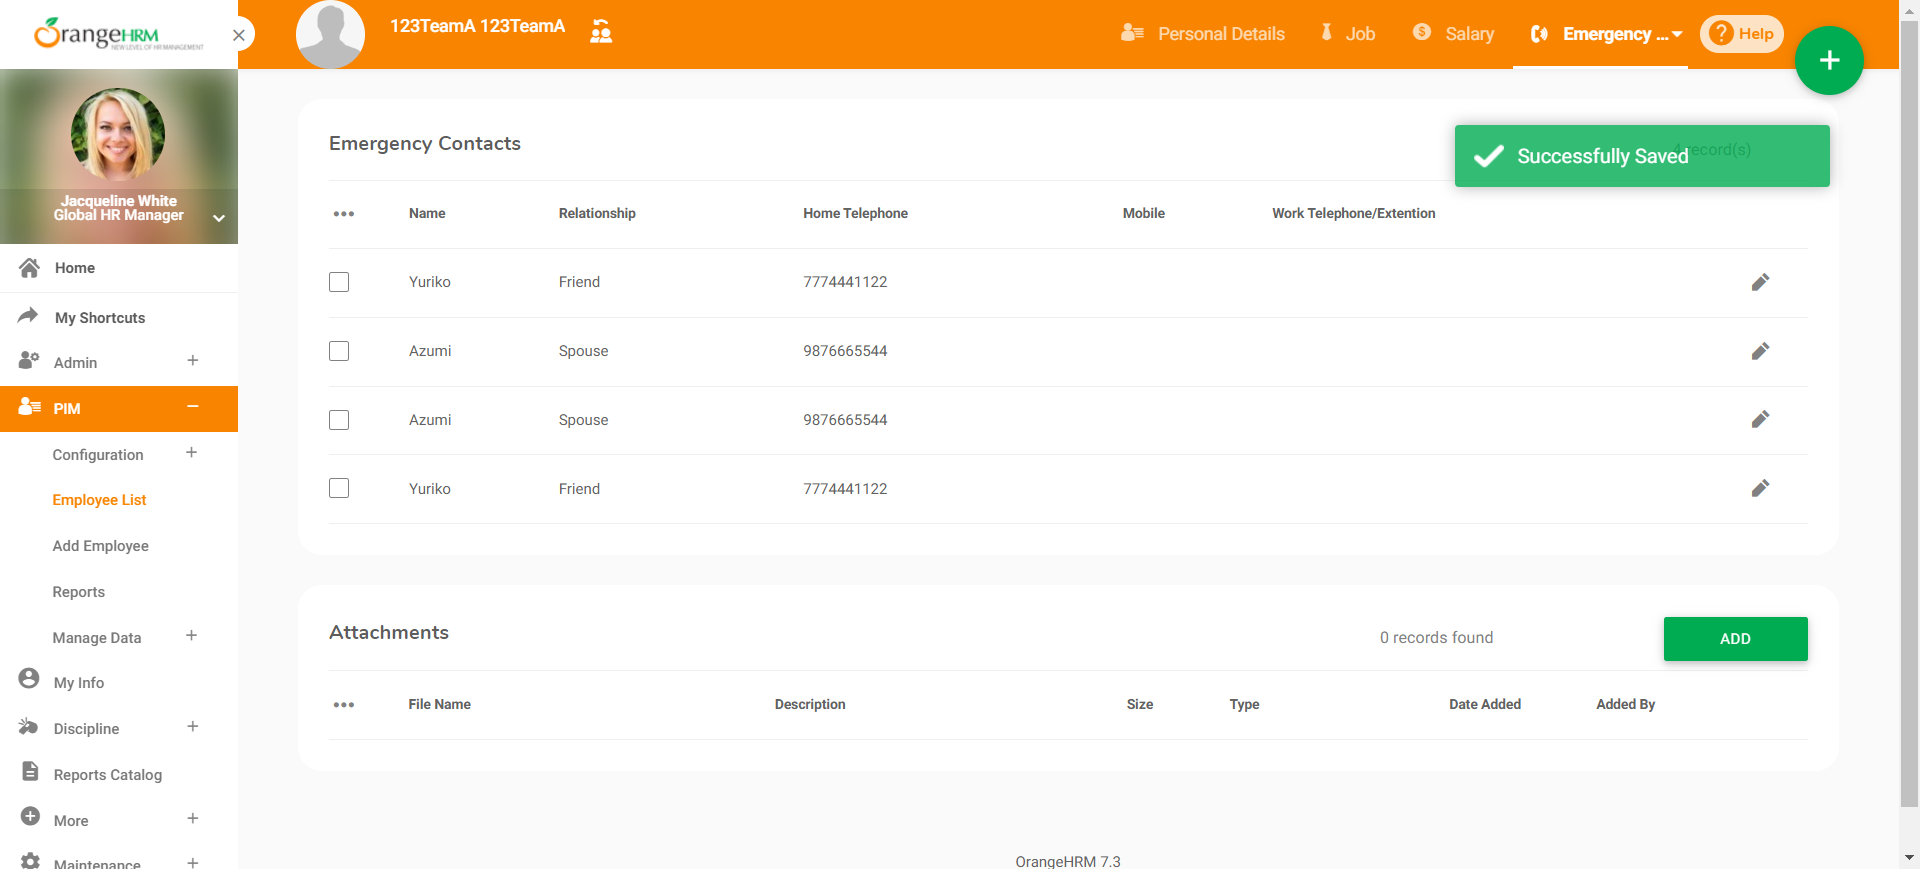 OrangeHRM
NEW LEVEL OF HR MANAGEMENT
123TeamA 123TeamA
Personal Details
Job
Salary
Emergency ...
Help
Jacqueline White
Global HR Manager
Home
My Shortcuts
Admin
PIM
Configuration
Employee List
Add Employee
Reports
Manage Data
My Info
Discipline
Reports Catalog
More
Maintenance
Emergency Contacts
4 record(s)
Successfully Saved
Name Relationship Home Telephone Mobile Work Telephone/Extention
Yuriko Friend 7774441122
Azumi Spouse 9876665544
Azumi Spouse 9876665544
Yuriko Friend 7774441122
Attachments
0 records found
ADD
File Name Description Size Type Date Added Added By
OrangeHRM 7.3